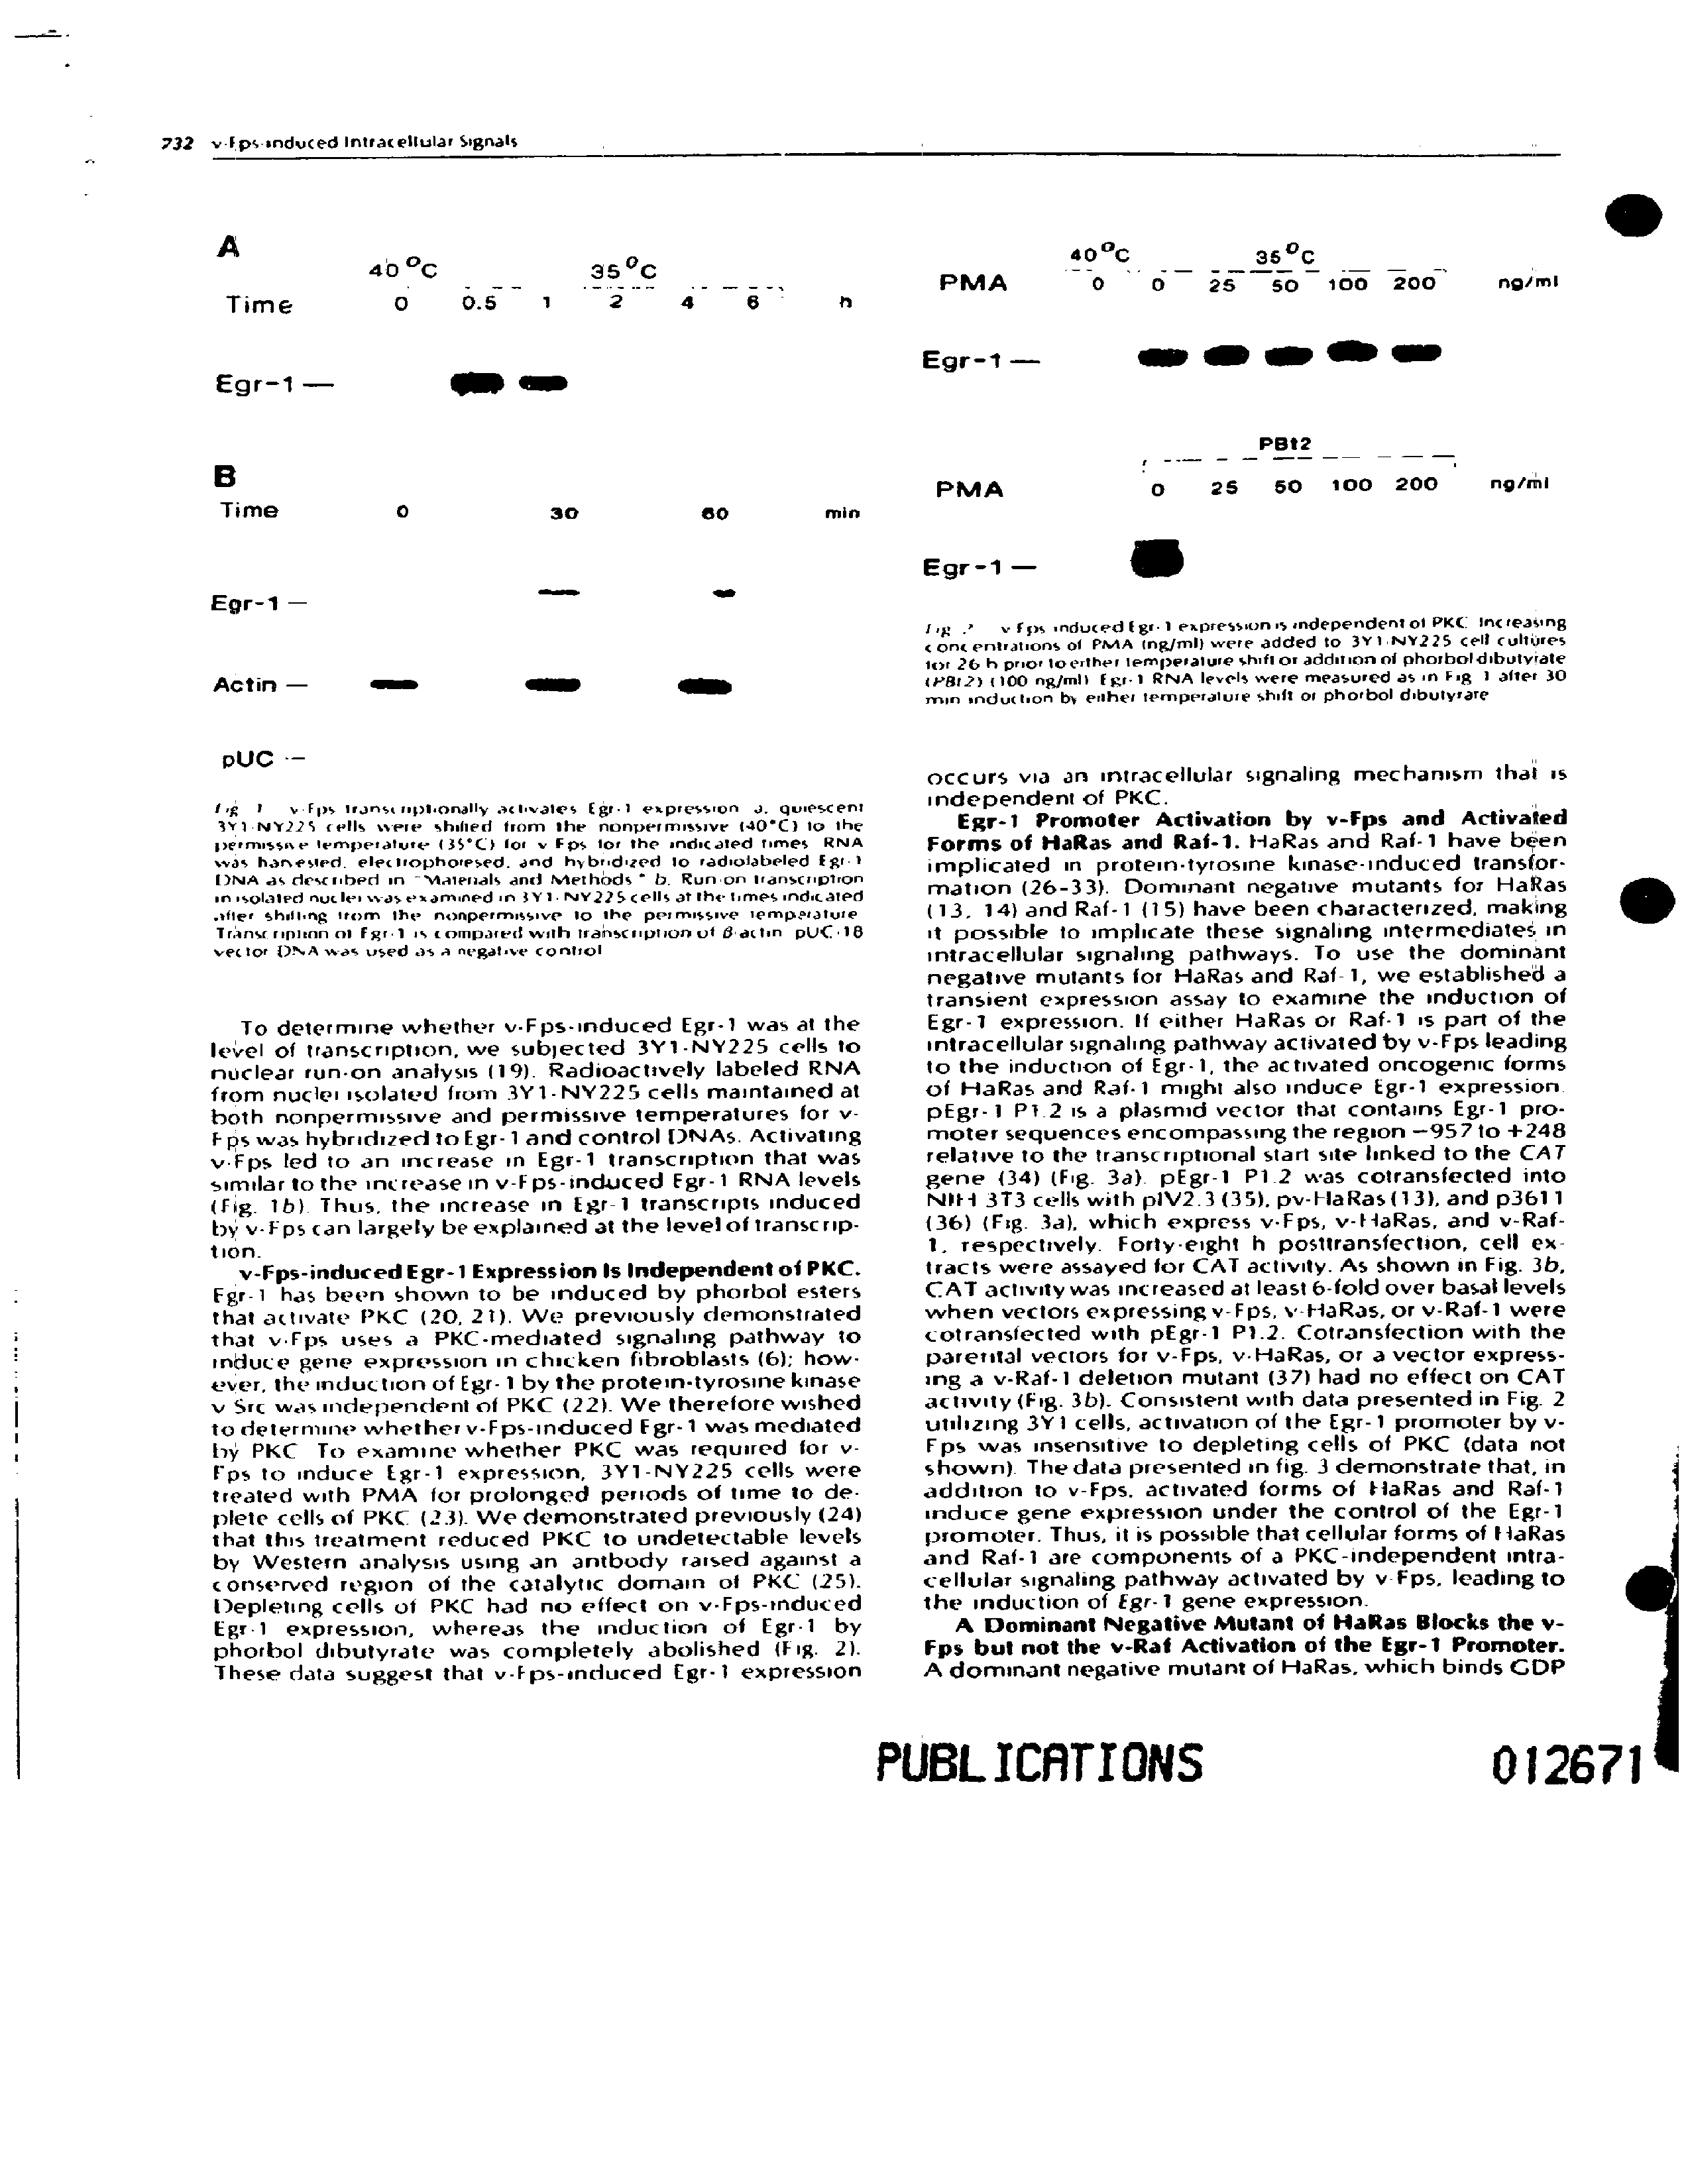 732 v-Fps-induced Intracellular Signals
A
40°C 35°C
Time 0 0.5 1 2 4 6 h
Egr-1 —
B
Time 0 30 60 min
Egr-1 —
Actin —
pUC —
Fig 1 v-Fps transcriptionally activates Egr-1 expression a, quiescent
3Y1-NY225 cells were shifted from the nonpermissive (40°C) to the
permissive temperature (35°C) for v Fps for the indicated times RNA
was harvested, electrophoresed, and hybridized to radiolabeled Egr-1
DNA as described in "Materials and Methods" b, Run-on transcription
in isolated nuclei was examined in 3Y1-NY225 cells at the times indicated
after shifting from the nonpermissive to the permissive temperature
Transcription of Egr-1 is compared with transcription of β-actin pUC-18
vector DNA was used as a negative control
To determine whether v-Fps-induced Egr-1 was at the
level of transcription, we subjected 3Y1-NY225 cells to
nuclear run-on analysis (19). Radioactively labeled RNA
from nuclei isolated from 3Y1-NY225 cells maintained at
both nonpermissive and permissive temperatures for v-
Fps was hybridized to Egr-1 and control DNAs. Activating
v-Fps led to an increase in Egr-1 transcription that was
similar to the increase in v-Fps-induced Egr-1 RNA levels
(Fig. 1b). Thus, the increase in Egr-1 transcripts induced
by v-Fps can largely be explained at the level of transcrip-
tion.
v-Fps-induced Egr-1 Expression Is Independent of PKC.
Egr-1 has been shown to be induced by phorbol esters
that activate PKC (20, 21). We previously demonstrated
that v-Fps uses a PKC-mediated signaling pathway to
induce gene expression in chicken fibroblasts (6); how-
ever, the induction of Egr-1 by the protein-tyrosine kinase
v Src was independent of PKC (22). We therefore wished
to determine whether v-Fps-induced Egr-1 was mediated
by PKC To examine whether PKC was required for v-
Fps to induce Egr-1 expression, 3Y1-NY225 cells were
treated with PMA for prolonged periods of time to de-
plete cells of PKC (23). We demonstrated previously (24)
that this treatment reduced PKC to undetectable levels
by Western analysis using an antbody raised against a
conserved region of the catalytic domain of PKC (25).
Depleting cells of PKC had no effect on v-Fps-induced
Egr-1 expression, whereas the induction of Egr-1 by
phorbol dibutyrate was completely abolished (Fig. 2).
These data suggest that v-Fps-induced Egr-1 expression
40°C 35°C
PMA 0 0 25 50 100 200 ng/ml
Egr-1 —
PBt2
PMA 0 25 50 100 200 ng/ml
Egr-1 —
Fig 2 v Fps induced Egr-1 expression is independent of PKC Increasing
concentrations of PMA (ng/ml) were added to 3Y1-NY225 cell cultures
for 26 h prior to either temperature shift or addition of phorbol dibutyrate
(PBt2) (100 ng/ml) Egr-1 RNA levels were measured as in Fig 1 after 30
min induction by either temperature shift or phorbol dibutyrate
occurs via an intracellular signaling mechanism that is
independent of PKC.
Egr-1 Promoter Activation by v-Fps and Activated
Forms of HaRas and Raf-1. HaRas and Raf-1 have been
implicated in protein-tyrosine kinase-induced transfor-
mation (26-33). Dominant negative mutants for HaRas
(13, 14) and Raf-1 (15) have been characterized, making
it possible to implicate these signaling intermediates in
intracellular signaling pathways. To use the dominant
negative mutants for HaRas and Raf-1, we established a
transient expression assay to examine the induction of
Egr-1 expression. If either HaRas or Raf-1 is part of the
intracellular signaling pathway activated by v-Fps leading
to the induction of Egr-1, the activated oncogenic forms
of HaRas and Raf-1 might also induce Egr-1 expression.
pEgr-1 P1.2 is a plasmid vector that contains Egr-1 pro-
moter sequences encompassing the region −957 to +248
relative to the transcriptional start site linked to the CAT
gene (34) (Fig. 3a). pEgr-1 P1.2 was cotransfected into
NIH 3T3 cells with pIV2.3 (35), pv-HaRas (13), and p3611
(36) (Fig. 3a), which express v-Fps, v-HaRas, and v-Raf-
1, respectively. Forty-eight h posttransfection, cell ex-
tracts were assayed for CAT activity. As shown in Fig. 3b,
CAT activity was increased at least 6-fold over basal levels
when vectors expressing v-Fps, v-HaRas, or v-Raf-1 were
cotransfected with pEgr-1 P1.2. Cotransfection with the
parental vectors for v-Fps, v-HaRas, or a vector express-
ing a v-Raf-1 deletion mutant (37) had no effect on CAT
activity (Fig. 3b). Consistent with data presented in Fig. 2
utilizing 3Y1 cells, activation of the Egr-1 promoter by v-
Fps was insensitive to depleting cells of PKC (data not
shown). The data presented in fig. 3 demonstrate that, in
addition to v-Fps, activated forms of HaRas and Raf-1
induce gene expression under the control of the Egr-1
promoter. Thus, it is possible that cellular forms of HaRas
and Raf-1 are components of a PKC-independent intra-
cellular signaling pathway activated by v-Fps, leading to
the induction of Egr-1 gene expression.
A Dominant Negative Mutant of HaRas Blocks the v-
Fps but not the v-Raf Activation of the Egr-1 Promoter.
A dominant negative mutant of HaRas, which binds GDP
PUBLICATIONS 012671